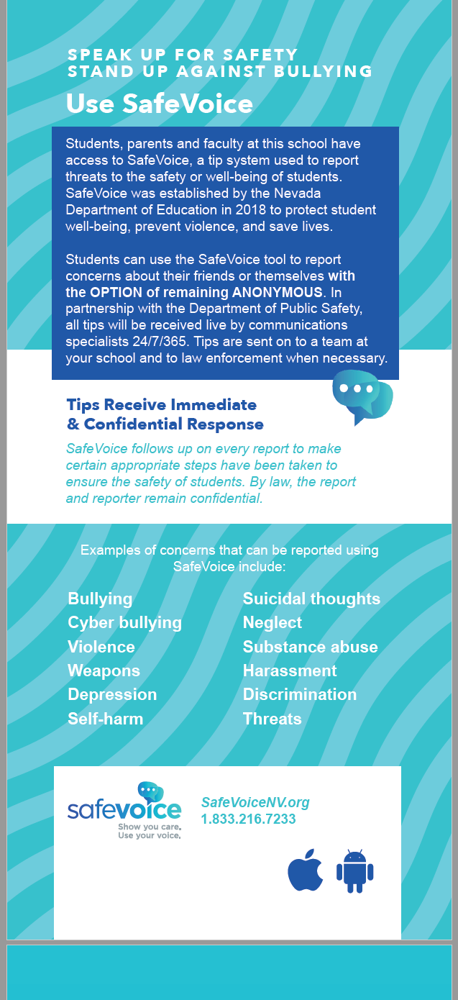 SPEAK UP FOR SAFETY
STAND UP AGAINST BULLYING
Use SafeVoice
Students, parents and faculty at this school have
access to SafeVoice, a tip system used to report
threats to the safety or well-being of students.
SafeVoice was established by the Nevada
Department of Education in 2018 to protect student
well-being, prevent violence, and save lives.
Students can use the SafeVoice tool to report
concerns about their friends or themselves with
the OPTION of remaining ANONYMOUS. In
partnership with the Department of Public Safety,
all tips will be received live by communications
specialists 24/7/365. Tips are sent on to a team at
your school and to law enforcement when necessary.
Tips Receive Immediate
& Confidential Response
SafeVoice follows up on every report to make
certain appropriate steps have been taken to
ensure the safety of students. By law, the report
and reporter remain confidential.
Examples of concerns that can be reported using
SafeVoice include:
Bullying
Cyber bullying
Violence
Weapons
Depression
Self-harm
Suicidal thoughts
Neglect
Substance abuse
Harassment
Discrimination
Threats
safevoice
Show you care.
Use your voice.
SafeVoiceNV.org
1.833.216.7233